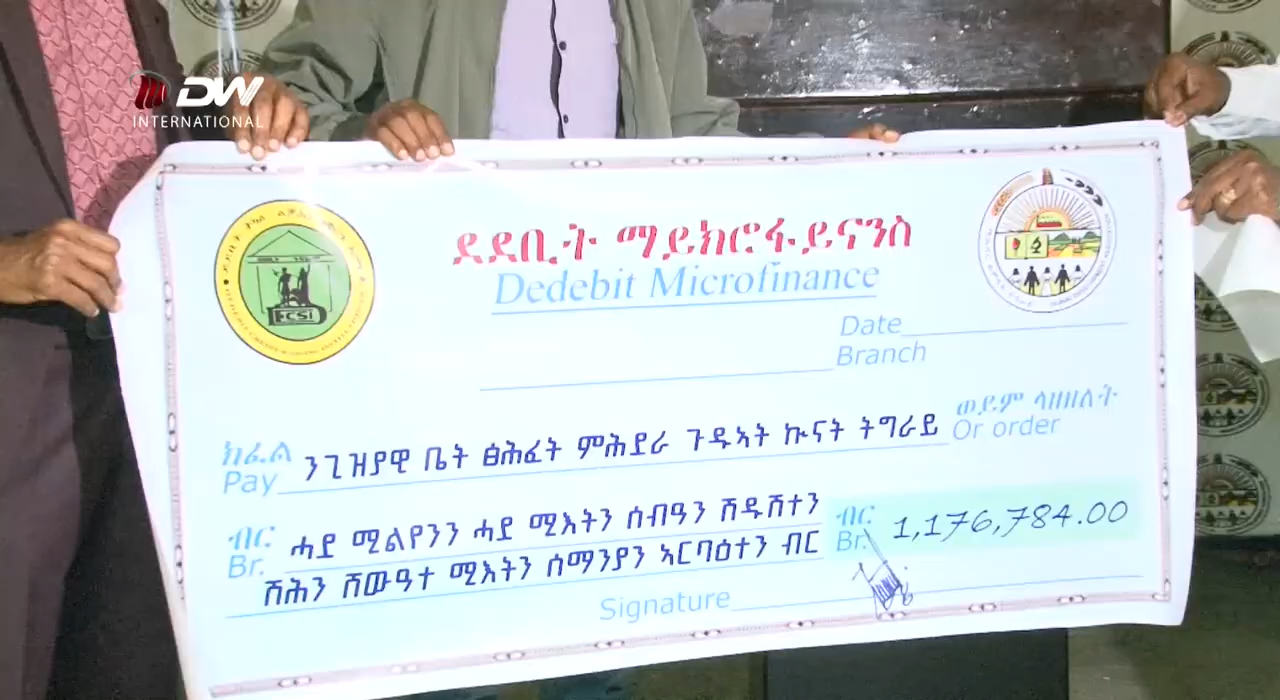 DW
INTERNATIONAL
ደደቢት ማይክሮፋይናንስ
Dedebit Microfinance
Date
Branch
ክፈል
Pay
ንጊዝያዊ ቤት ፅሕፈት ምሕደራ ጉዱኣት ኩናት ትግራይ
ወይም ላዘዘለት
Or order
ብር
Br.
ሓደ ሚልየንን ሓደ ሚእትን ሰብዓን ሽዱሽተን
ሽሕን ሸውዓተ ሚእትን ሰማንያን ኣርባዕተን ብር
ብር
Br.
1,176,784.00
Signature